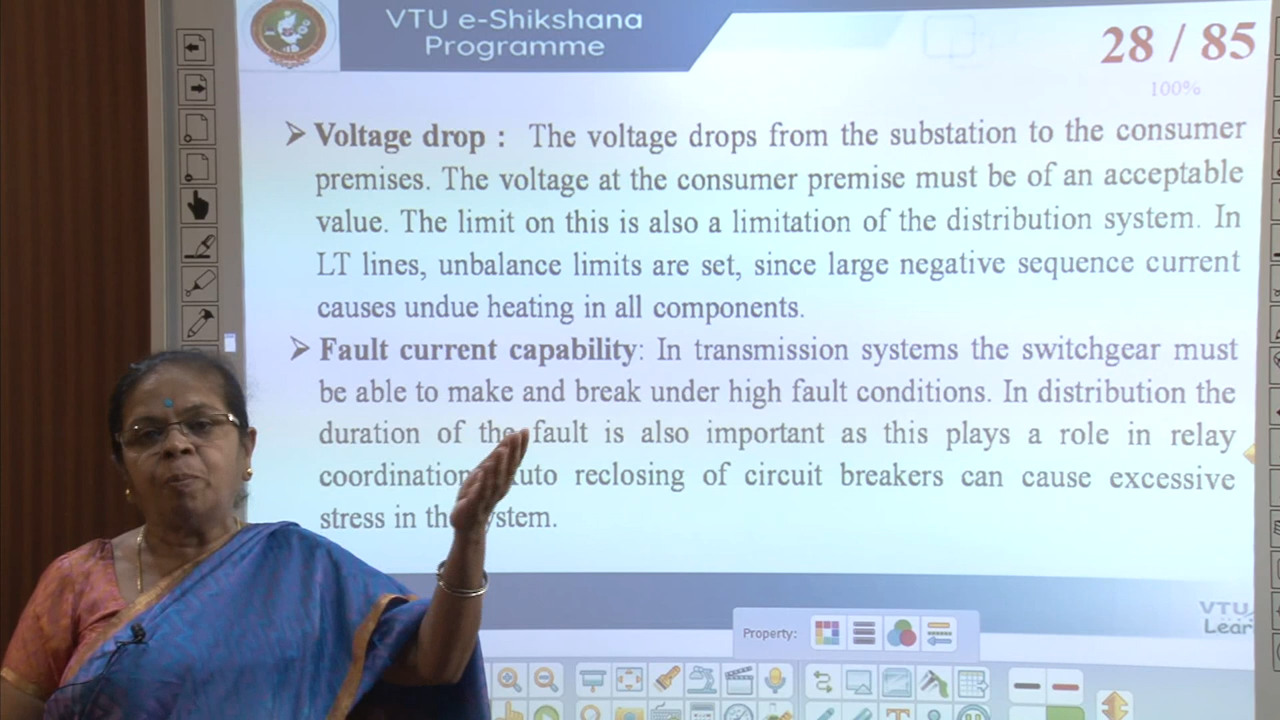 VTU e-Shikshana
Programme
28 / 85
100%
➢ Voltage drop : The voltage drops from the substation to the consumer
premises. The voltage at the consumer premise must be of an acceptable
value. The limit on this is also a limitation of the distribution system. In
LT lines, unbalance limits are set, since large negative sequence current
causes undue heating in all components.
➢ Fault current capability: In transmission systems the switchgear must
be able to make and break under high fault conditions. In distribution the
duration of the fault is also important as this plays a role in relay
coordination uto reclosing of circuit breakers can cause excessive
stress in th ystem.
VTU
Lear
Property: